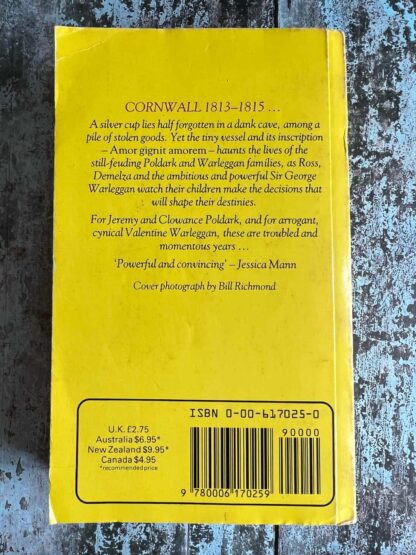 CORNWALL 1813–1815 ...
A silver cup lies half forgotten in a dank cave, among a
pile of stolen goods. Yet the tiny vessel and its inscription
– Amor gignit amorem – haunts the lives of the
still-feuding Poldark and Warleggan families, as Ross,
Demelza and the ambitious and powerful Sir George
Warleggan watch their children make the decisions that
will shape their destinies.
For Jeremy and Clowance Poldark, and for arrogant,
cynical Valentine Warleggan, these are troubled and
momentous years ...
‘Powerful and convincing’ – Jessica Mann
Cover photograph by Bill Richmond
ISBN 0-00-617025-0
90000
U.K. £2.75
Australia $6.95*
New Zealand $9.95*
Canada $4.95
*recommended price
9 780006 170259